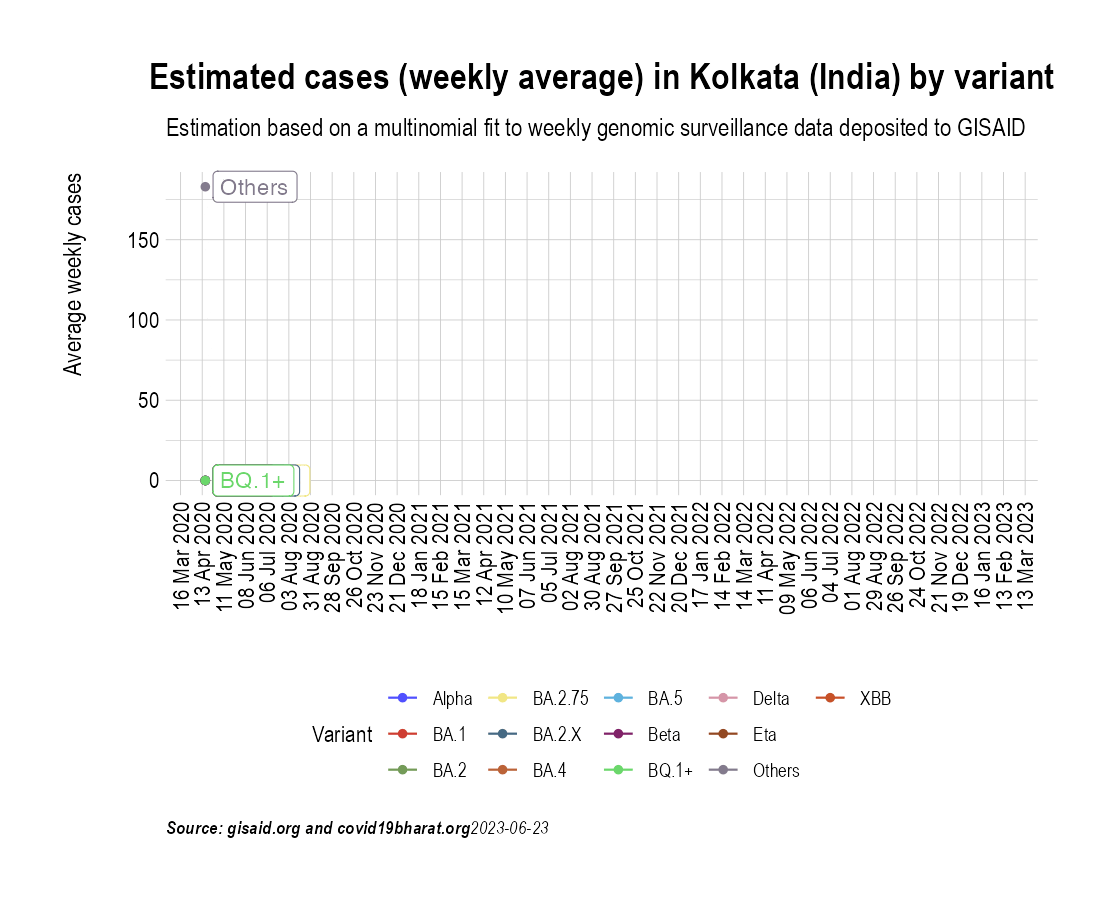 Estimated cases (weekly average) in Kolkata (India) by variant
Estimation based on a multinomial fit to weekly genomic surveillance data deposited to GISAID
Average weekly cases
Others
150
100
50
0
BQ.1+
16 Mar 2020
13 Apr 2020
11 May 2020
08 Jun 2020
06 Jul 2020
03 Aug 2020
31 Aug 2020
28 Sep 2020
26 Oct 2020
23 Nov 2020
21 Dec 2020
18 Jan 2021
15 Feb 2021
15 Mar 2021
12 Apr 2021
10 May 2021
07 Jun 2021
05 Jul 2021
02 Aug 2021
30 Aug 2021
27 Sep 2021
25 Oct 2021
22 Nov 2021
20 Dec 2021
17 Jan 2022
14 Feb 2022
14 Mar 2022
11 Apr 2022
09 May 2022
06 Jun 2022
04 Jul 2022
01 Aug 2022
29 Aug 2022
26 Sep 2022
24 Oct 2022
21 Nov 2022
19 Dec 2022
16 Jan 2023
13 Feb 2023
13 Mar 2023
Alpha BA.2.75 BA.5 Delta XBB
Variant BA.1 BA.2.X Beta Eta
BA.2 BA.4 BQ.1+ Others
Source: gisaid.org and covid19bharat.org2023-06-23